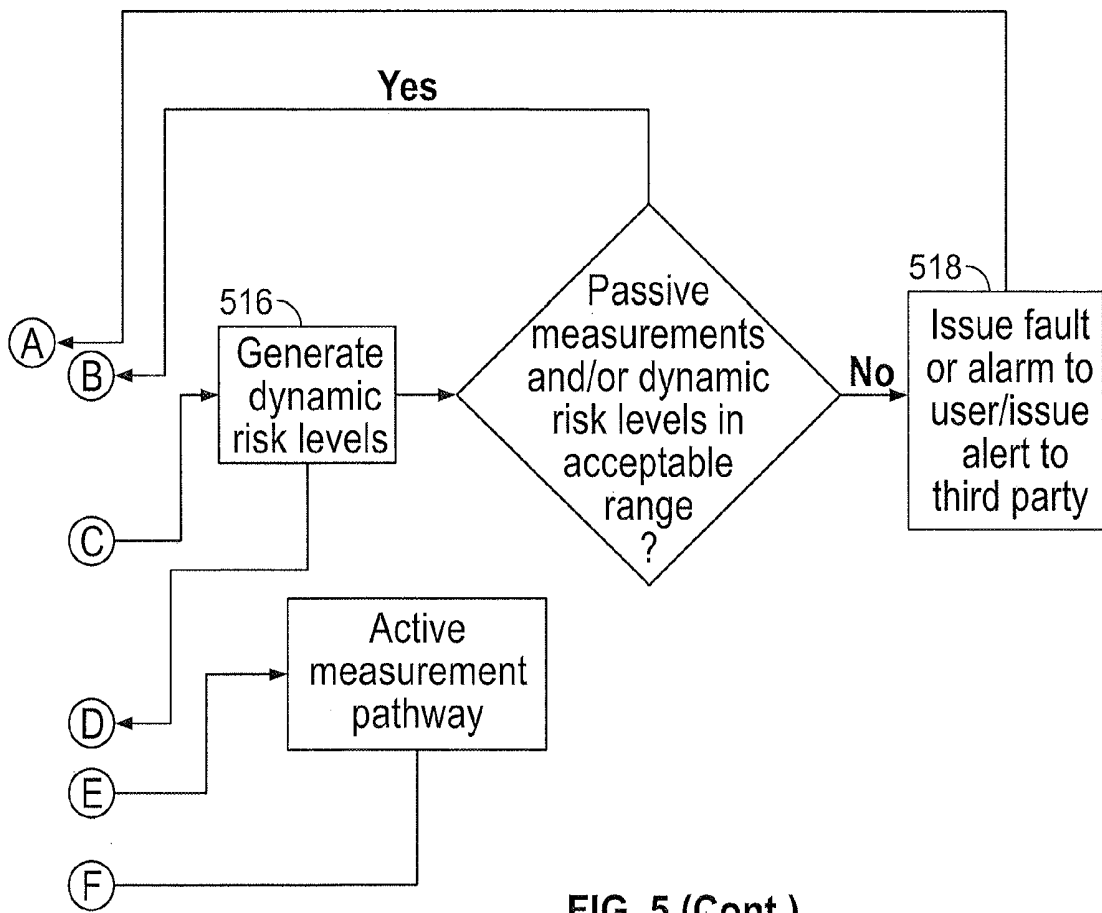 Yes
A
B
C
D
E
F
516
Generate
dynamic
risk levels
Passive
measurements
and/or dynamic
risk levels in
acceptable
range
?
No
518
Issue fault
or alarm to
user/issue
alert to
third party
Active
measurement
pathway
FIG. 5 (Cont.)